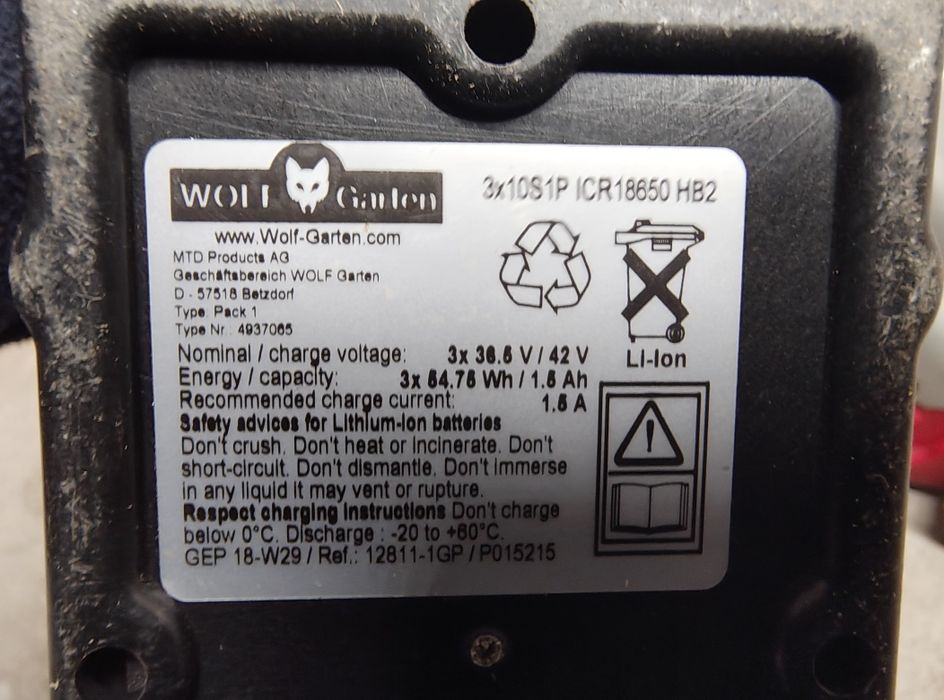 WOLF Garten
3x10S1P ICR18650 HB2
www.Wolf-Garten.com
MTD Products AG
Geschäftsbereich WOLF Garten
D - 57518 Betzdorf
Type: Pack 1
Type Nr.: 4937065
Li-Ion
Nominal / charge voltage: 3x 36.5 V / 42 V
Energy / capacity: 3x 54.75 Wh / 1.5 Ah
Recommended charge current: 1.5 A
Safety advices for Lithium-Ion batteries
Don't crush. Don't heat or incinerate. Don't
short-circuit. Don't dismantle. Don't immerse
in any liquid it may vent or rupture.
Respect charging instructions Don't charge
below 0°C. Discharge : -20 to +60°C.
GEP 18-W29 / Ref.: 12811-1GP / P015215